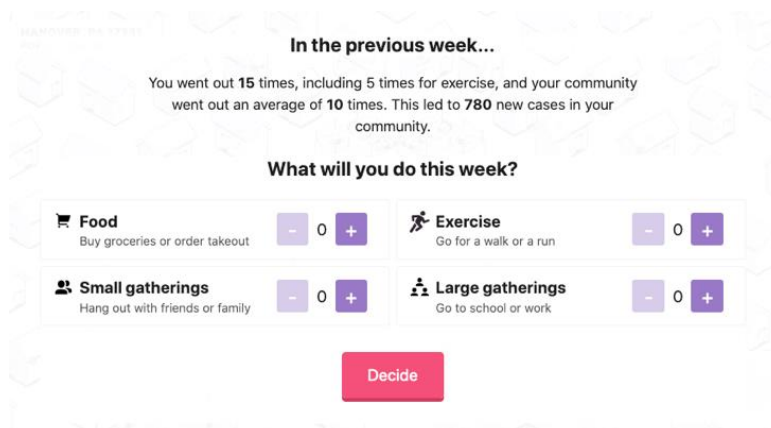 In the previous week...
You went out 15 times, including 5 times for exercise, and your community
went out an average of 10 times. This led to 780 new cases in your
community.
What will you do this week?
Food
Buy groceries or order takeout
- 0 +
Exercise
Go for a walk or a run
- 0 +
Small gatherings
Hang out with friends or family
- 0 +
Large gatherings
Go to school or work
- 0 +
Decide